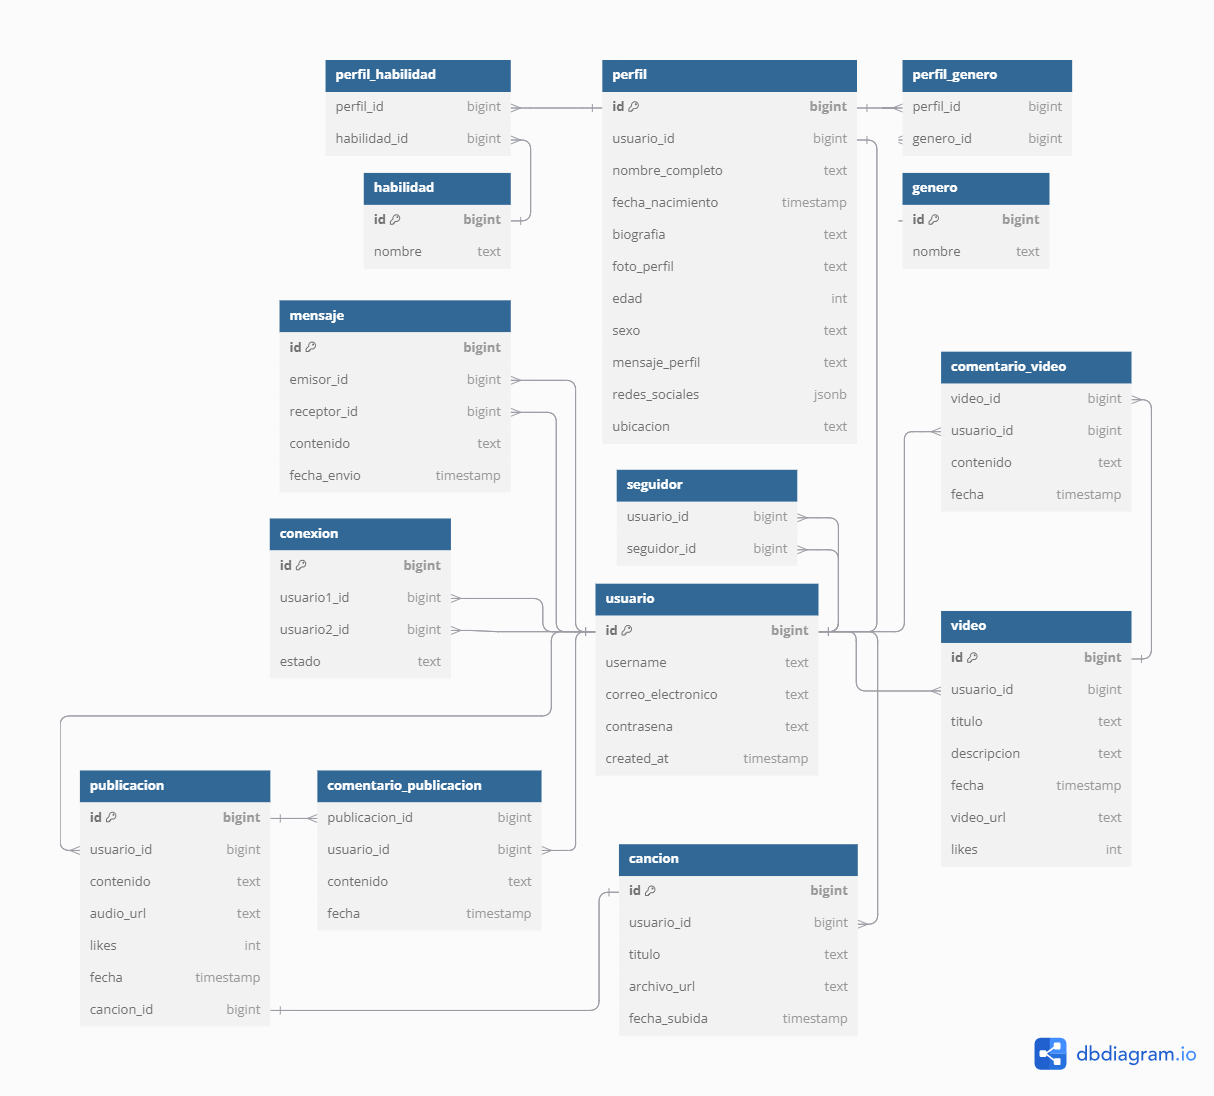 perfil_habilidad
perfil_id bigint
habilidad_id bigint
perfil
id bigint
usuario_id bigint
nombre_completo text
fecha_nacimiento timestamp
biografia text
foto_perfil text
edad int
sexo text
mensaje_perfil text
redes_sociales jsonb
ubicacion text
perfil_genero
perfil_id bigint
genero_id bigint
habilidad
id bigint
nombre text
genero
id bigint
nombre text
mensaje
id bigint
emisor_id bigint
receptor_id bigint
contenido text
fecha_envio timestamp
comentario_video
video_id bigint
usuario_id bigint
contenido text
fecha timestamp
seguidor
usuario_id bigint
seguidor_id bigint
conexion
id bigint
usuario1_id bigint
usuario2_id bigint
estado text
usuario
id bigint
username text
correo_electronico text
contrasena text
created_at timestamp
video
id bigint
usuario_id bigint
titulo text
descripcion text
fecha timestamp
video_url text
likes int
publicacion
id bigint
usuario_id bigint
contenido text
audio_url text
likes int
fecha timestamp
cancion_id bigint
comentario_publicacion
publicacion_id bigint
usuario_id bigint
contenido text
fecha timestamp
cancion
id bigint
usuario_id bigint
titulo text
archivo_url text
fecha_subida timestamp
dbdiagram.io